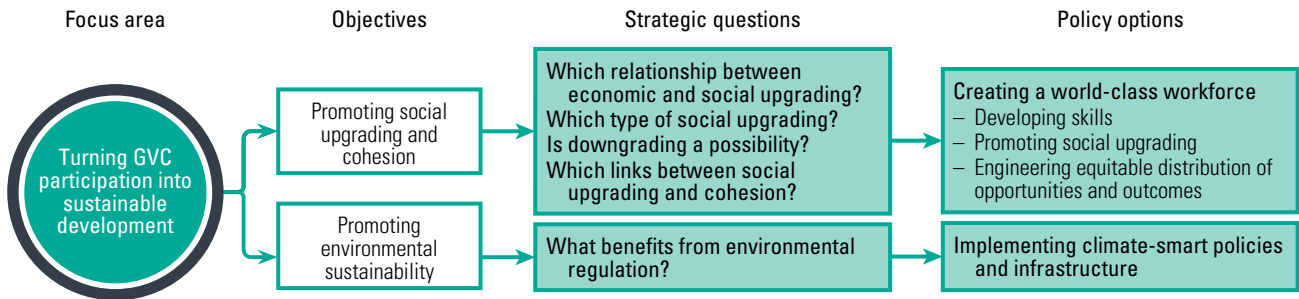 Focus area
Objectives
Strategic questions
Policy options
Turning GVC
participation into
sustainable
development
Promoting social
upgrading and
cohesion
Which relationship between
economic and social upgrading?
Which type of social upgrading?
Is downgrading a possibility?
Which links between social
upgrading and cohesion?
Creating a world-class workforce
– Developing skills
– Promoting social upgrading
– Engineering equitable distribution of
opportunities and outcomes
Promoting
environmental
sustainability
What benefits from environmental
regulation?
Implementing climate-smart policies
and infrastructure